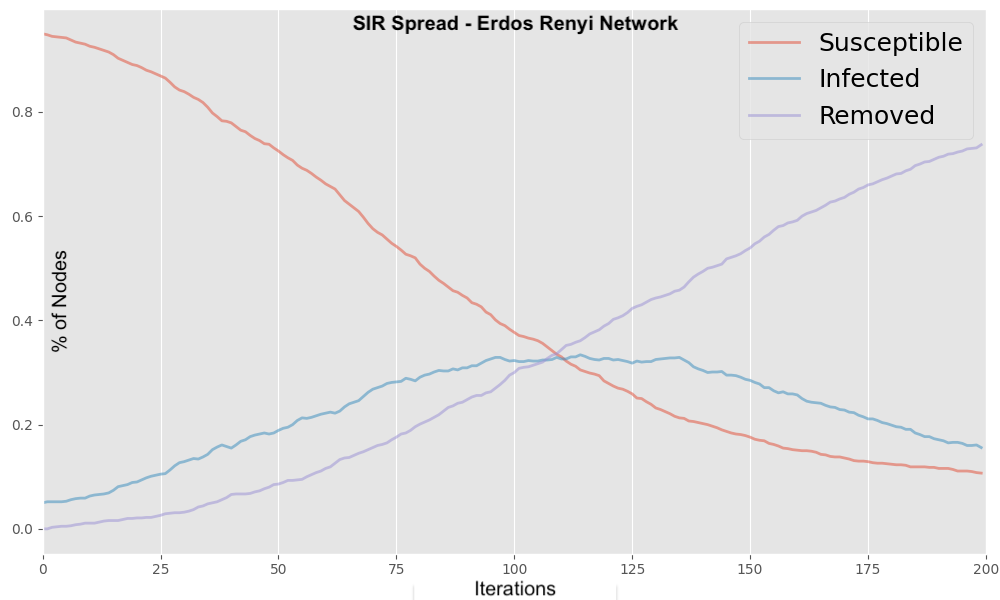 SIR Spread - Erdos Renyi Network
Susceptible
Infected
Removed
0.8
0.6
0.4
0.2
0.0
% of Nodes
0 25 50 75 100 125 150 175 200
Iterations